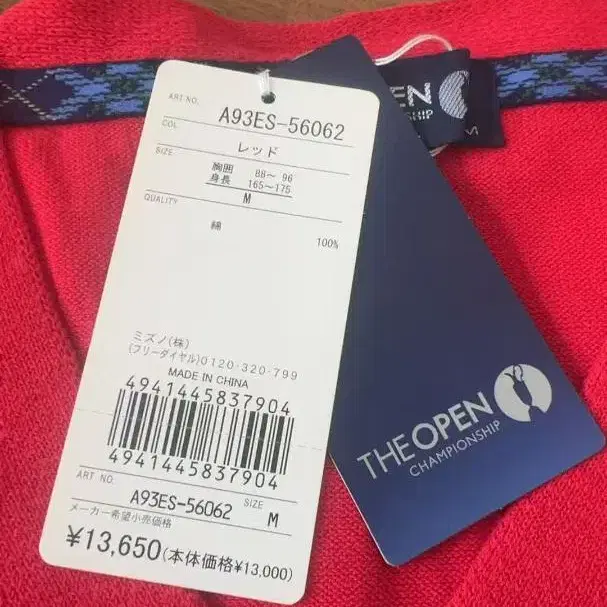 ART NO.
A93ES-56062
COL
レッド
SIZE
胸囲 88～ 96
身長 165～175
M
QUALITY
綿 100%
ミズノ(株)
(フリーダイヤル)0120-320-799
MADE IN CHINA
4941445837904
4941445837904
ART NO.
A93ES-56062
SIZE
M
メーカー希望小売価格
¥13,650(本体価格¥13,000)
THE OPEN
CHAMPIONSHIP